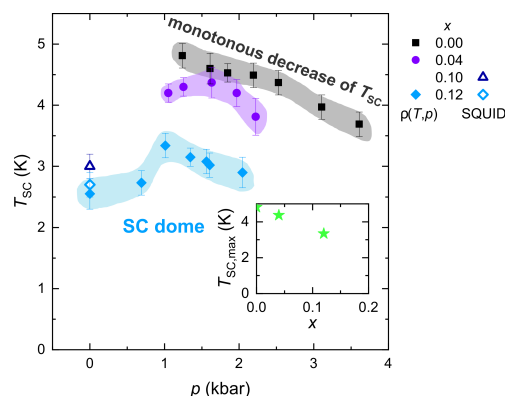 monotonous decrease of T_SC
SC dome
T_SC (K)
5
4
3
2
1
0
0
1
2
3
4
p (kbar)
x
0.00
0.04
0.10
0.12
ρ(T,p) SQUID
T_SC,max (K)
4
2
0
0.0
0.1
0.2
x